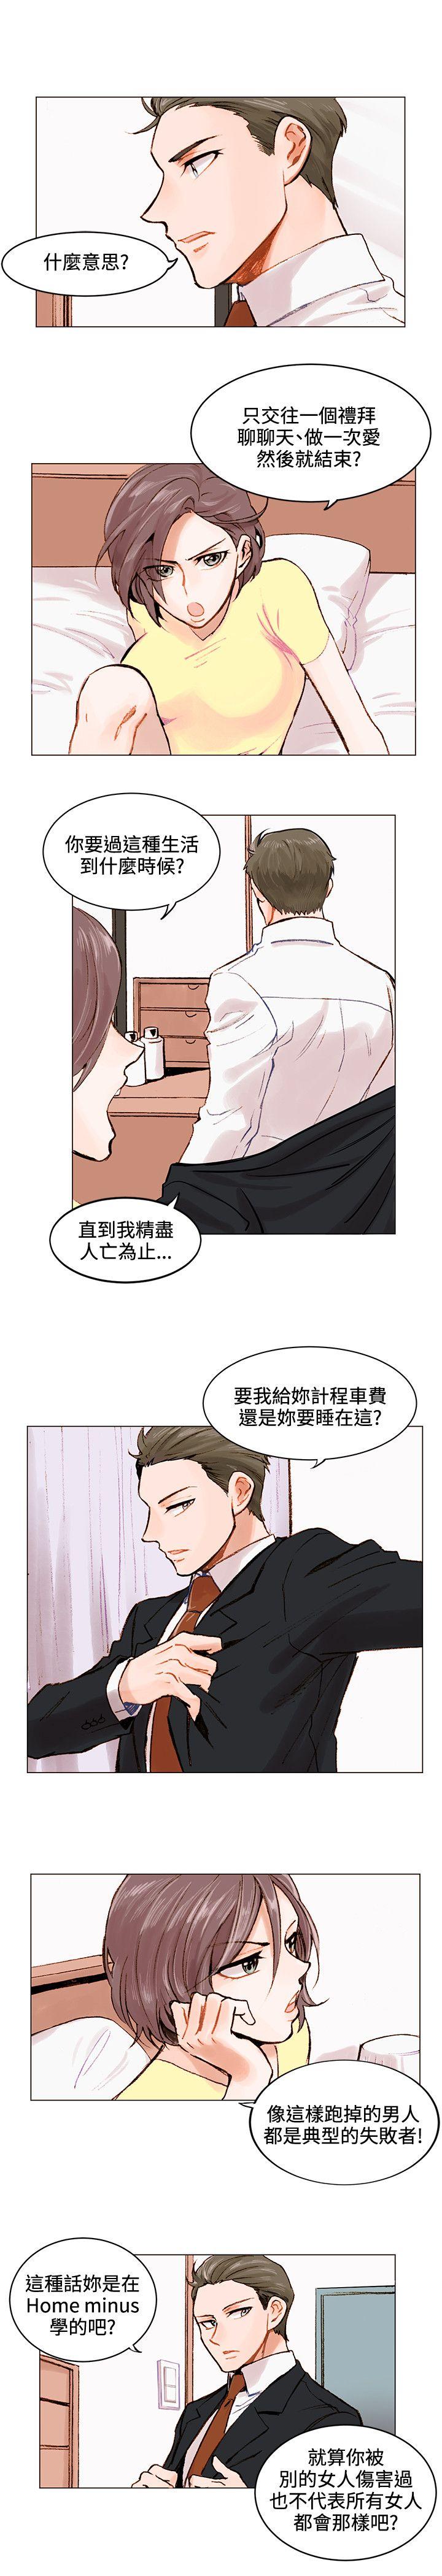 什麼意思?
只交往一個禮拜
聊聊天、做一次愛
然後就結束?
你要過這種生活
到什麼時候?
直到我精盡
人亡為止...
要我給妳計程車費
還是妳要睡在這?
像這樣跑掉的男人
都是典型的失敗者!
這種話妳是在
Home minus
學的吧?
就算你被
別的女人傷害過
也不代表所有女人
都會那樣吧?